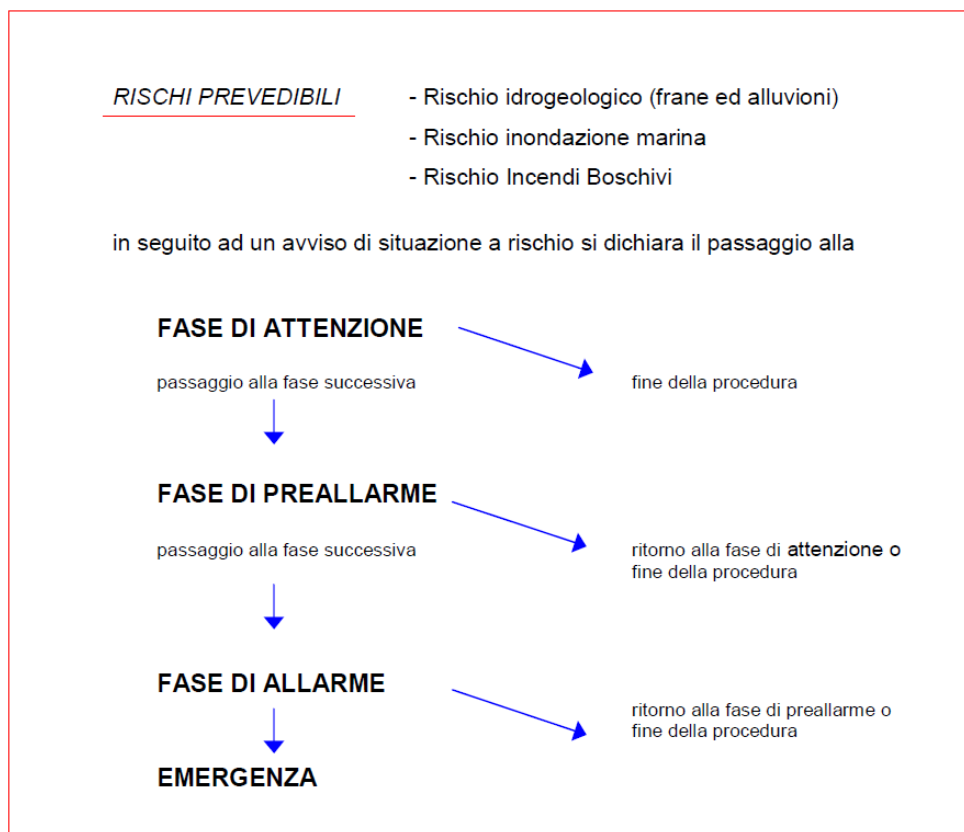 RISCHI PREVEDIBILI - Rischio idrogeologico (frane ed alluvioni)
- Rischio inondazione marina
- Rischio Incendi Boschivi
in seguito ad un avviso di situazione a rischio si dichiara il passaggio alla
FASE DI ATTENZIONE
passaggio alla fase successiva
fine della procedura
FASE DI PREALLARME
passaggio alla fase successiva
ritorno alla fase di attenzione o
fine della procedura
FASE DI ALLARME
ritorno alla fase di preallarme o
fine della procedura
EMERGENZA